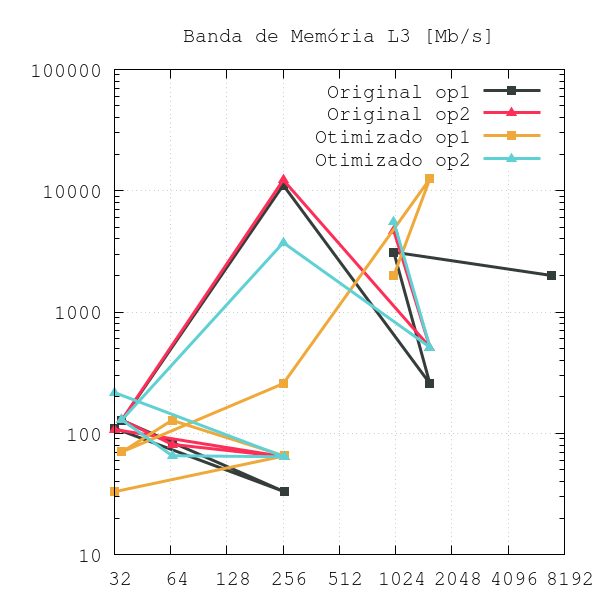 Banda de Memória L3 [Mb/s]
100000
Original op1
Original op2
Otimizado op1
Otimizado op2
10000
1000
100
10
32 64 128 256 512 1024 2048 4096 8192